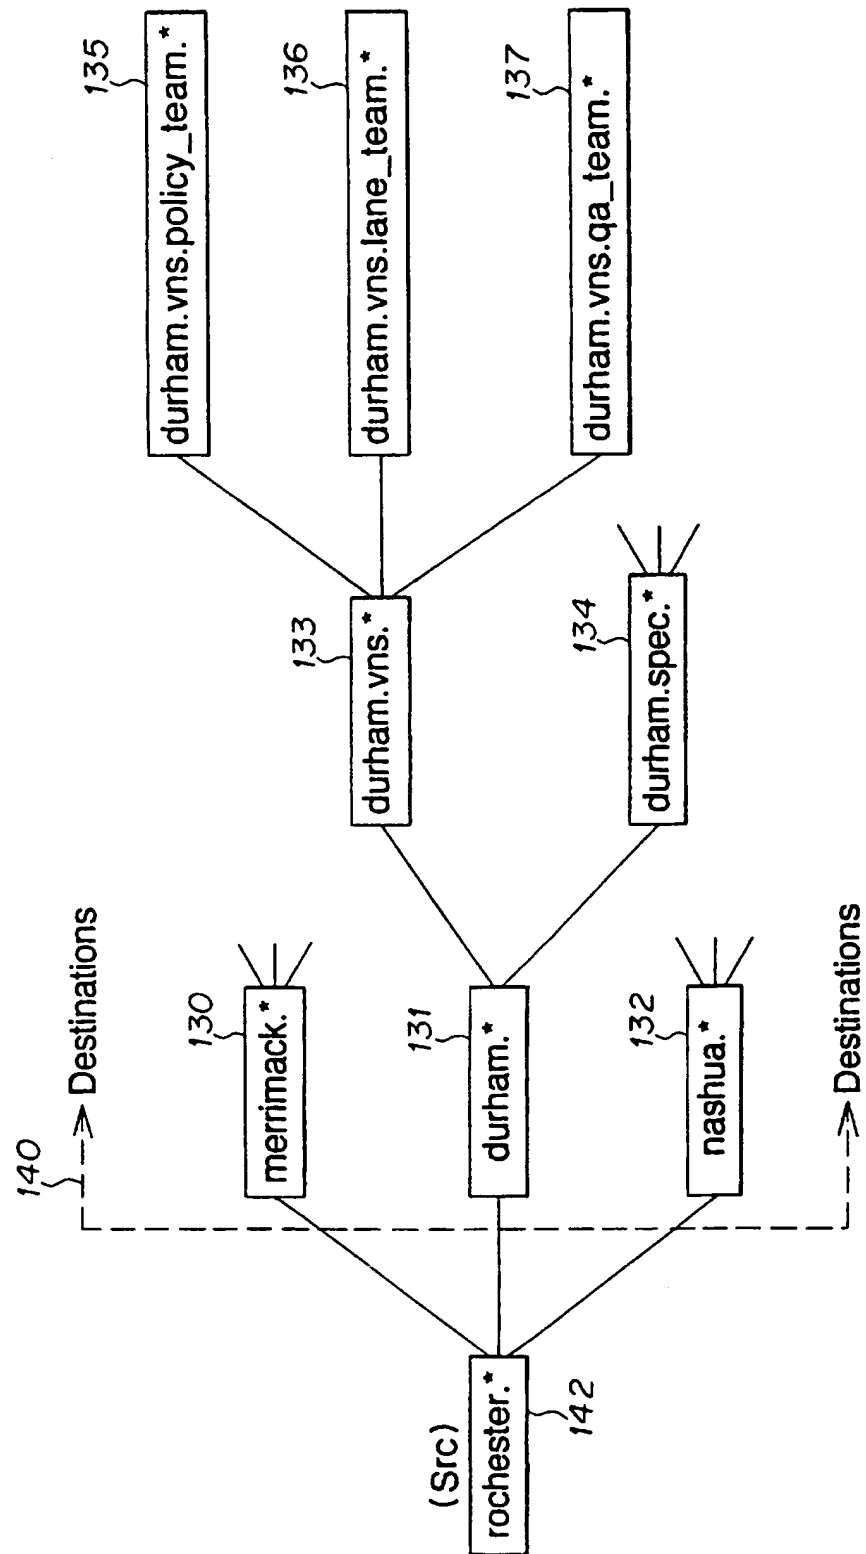 135
durham.vns.policy_team.*
136
durham.vns.lane_team.*
137
durham.vns.qa_team.*
133
durham.vns.*
134
durham.spec.*
140
Destinations
130
merrimack.*
131
durham.*
132
nashua.*
Destinations
(Src)
rochester.*
142